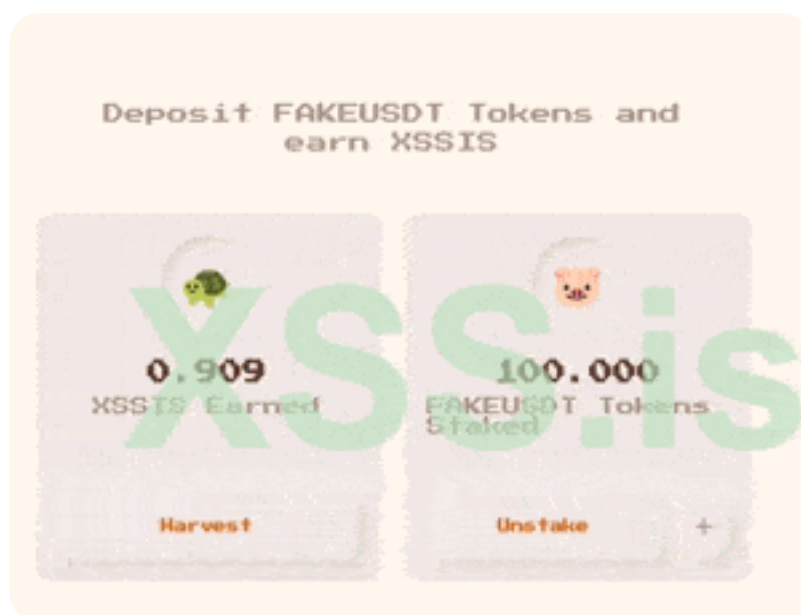 Deposit FAKEUSDT Tokens and
earn XSSIS
XSS.is
0.909
100.000
XSSIS Earned
FAKEUSDT Tokens
Staked
Harvest
Unstake
+